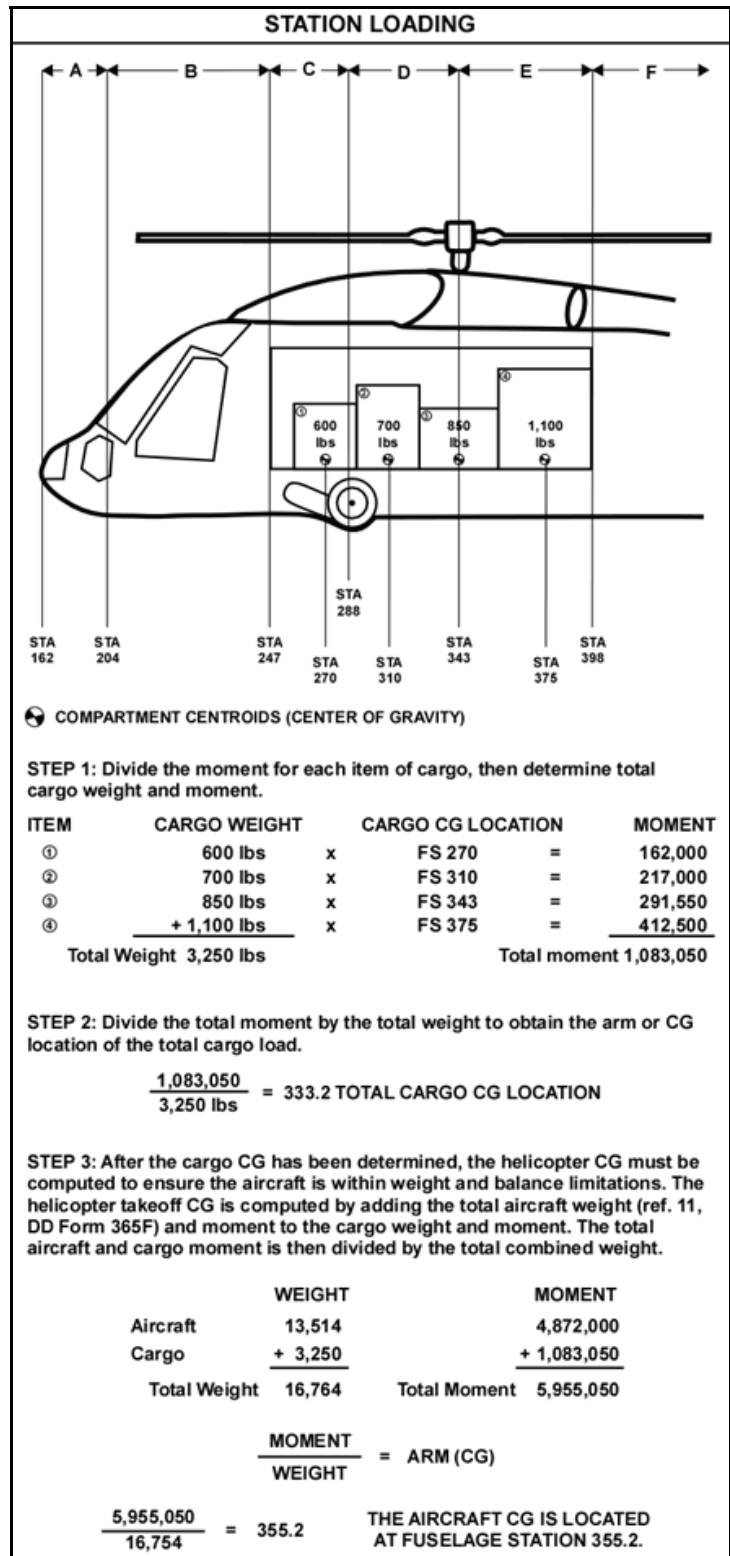 STATION LOADING
A B C D E F
① ② ③ ④
600 lbs 700 lbs 850 lbs 1,100 lbs
STA 288
STA 162 STA 204 STA 247 STA 343 STA 398
STA 270 STA 310 STA 375
COMPARTMENT CENTROIDS (CENTER OF GRAVITY)
STEP 1: Divide the moment for each item of cargo, then determine total
cargo weight and moment.
ITEM CARGO WEIGHT CARGO CG LOCATION MOMENT
① 600 lbs x FS 270 = 162,000
② 700 lbs x FS 310 = 217,000
③ 850 lbs x FS 343 = 291,550
④ + 1,100 lbs x FS 375 = 412,500
Total Weight 3,250 lbs Total moment 1,083,050
STEP 2: Divide the total moment by the total weight to obtain the arm or CG
location of the total cargo load.
1,083,050
3,250 lbs
= 333.2 TOTAL CARGO CG LOCATION
STEP 3: After the cargo CG has been determined, the helicopter CG must be
computed to ensure the aircraft is within weight and balance limitations. The
helicopter takeoff CG is computed by adding the total aircraft weight (ref. 11,
DD Form 365F) and moment to the cargo weight and moment. The total
aircraft and cargo moment is then divided by the total combined weight.
WEIGHT MOMENT
Aircraft 13,514 4,872,000
Cargo + 3,250 + 1,083,050
Total Weight 16,764 Total Moment 5,955,050
MOMENT
WEIGHT
= ARM (CG)
5,955,050
16,754
= 355.2
THE AIRCRAFT CG IS LOCATED
AT FUSELAGE STATION 355.2.